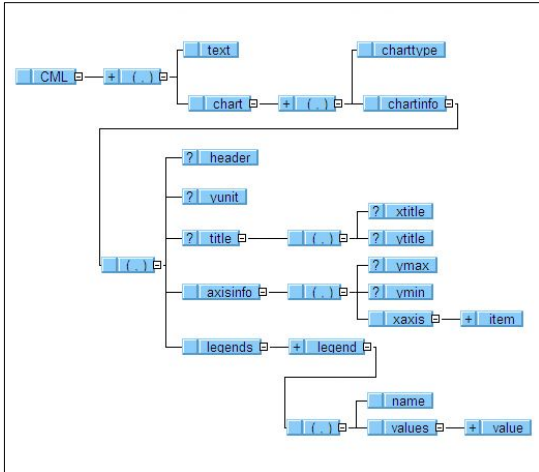 text
CML + ( , )
chart + ( , )
charttype
chartinfo
? header
? yunit
( , )
? title ( , )
? xtitle
? ytitle
axisinfo ( , )
? ymax
? ymin
xaxis + item
legends + legend
( , )
name
values + value